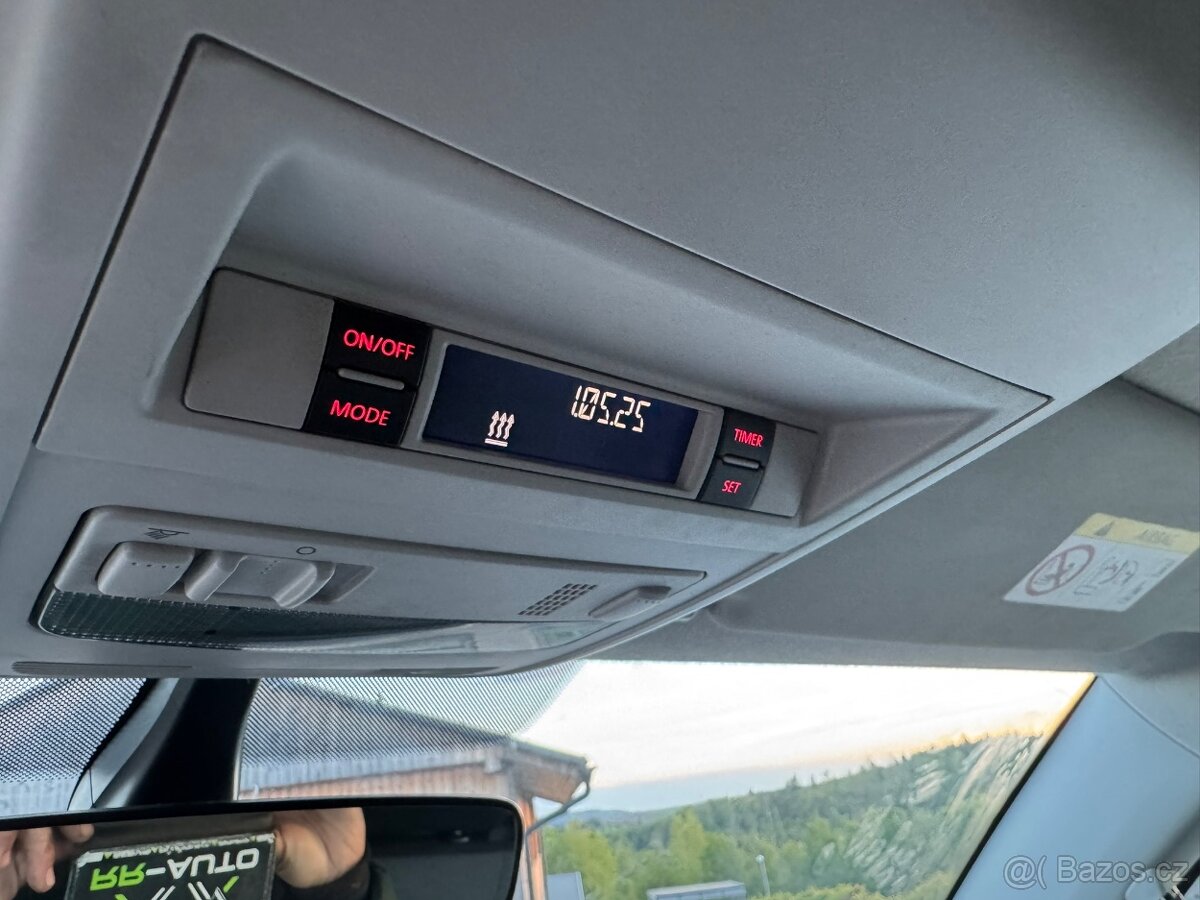 ON/OFF
MODE
1.05.25
TIMER
SET
AIRBAG
RR-AUTO
@( Bazos.cz